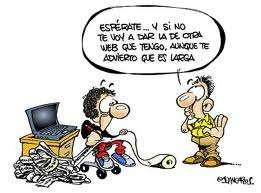 ESPÉRATE... Y SI NO
TE VOY A DAR LA DE OTRA
WEB QUE TENGO, AUNQUE TE
ADVIERTO QUE ES LARGA